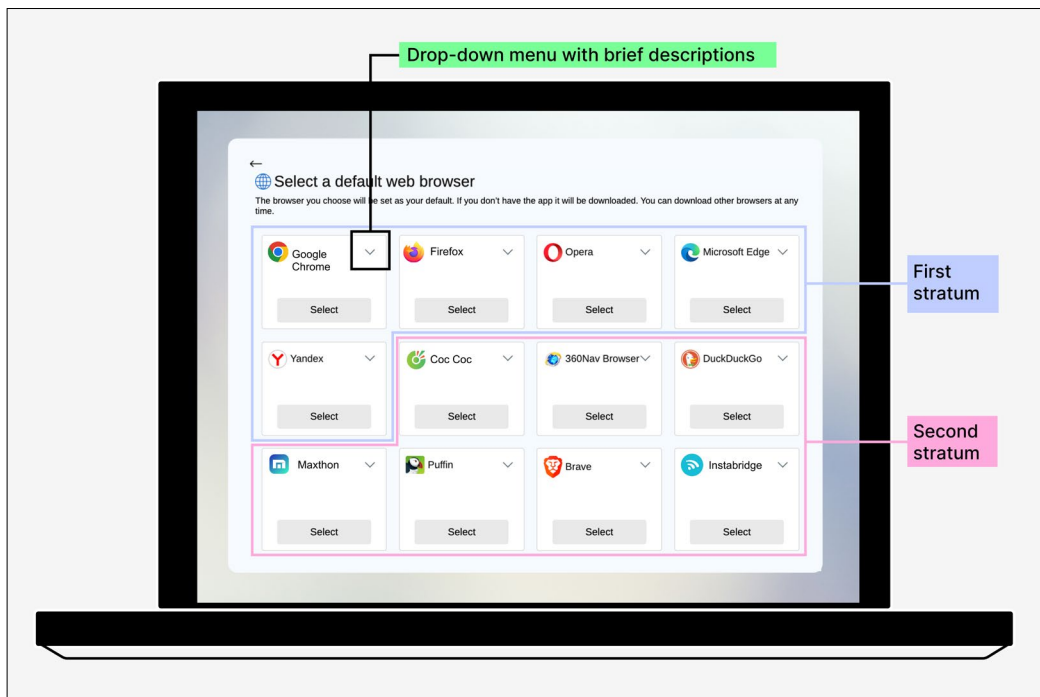 Drop-down menu with brief descriptions
Select a default web browser
The browser you choose will be set as your default. If you don't have the app it will be downloaded. You can download other browsers at any
time.
Google
Chrome
Firefox
Opera
Microsoft Edge
Select
Select
Select
Select
First
stratum
Yandex
Coc Coc
360Nav Browser
DuckDuckGo
Select
Select
Select
Select
Second
stratum
Maxthon
Puffin
Brave
Instabridge
Select
Select
Select
Select